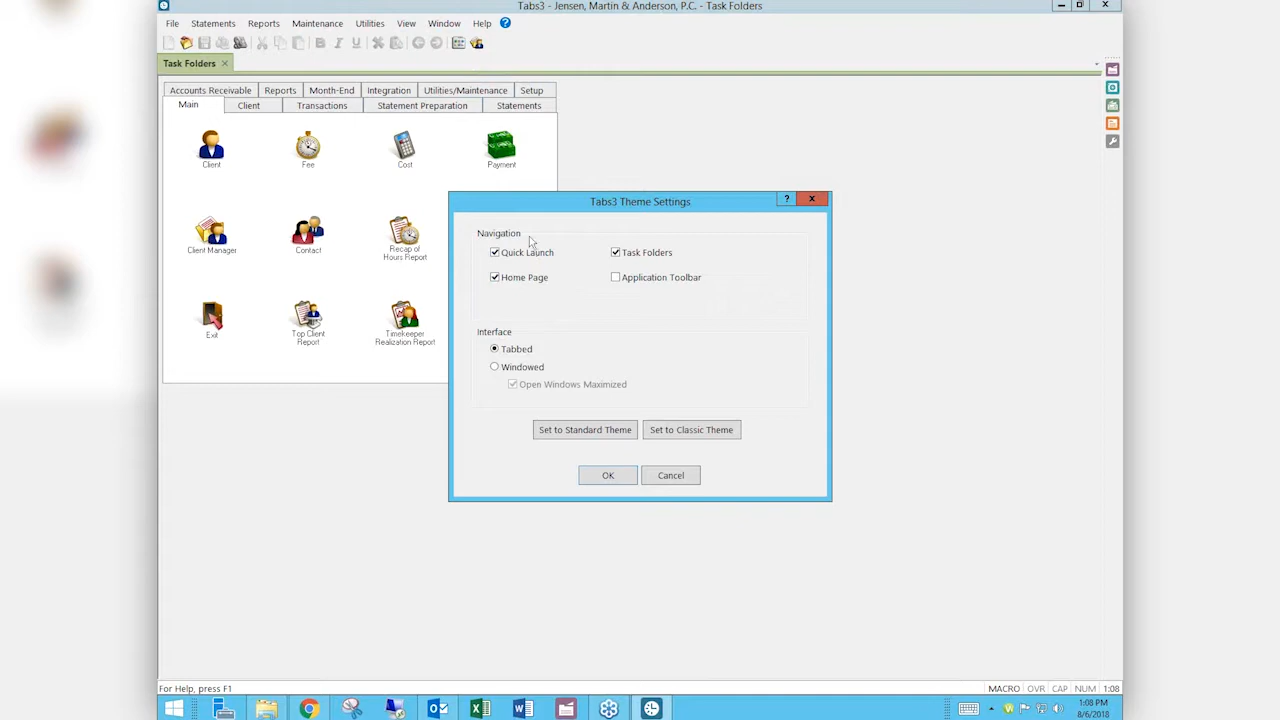 Tabs3 - Jensen, Martin & Anderson, P.C. - Task Folders
File Statements Reports Maintenance Utilities View Window Help ?
B I U
Task Folders
Accounts Receivable Reports Month-End Integration Utilities/Maintenance Setup
Main Client Transactions Statement Preparation Statements
Client Fee Cost Payment
Client Manager Contact Recap of
Hours Report
Exit Top Client
Report Timekeeper
Realization Report
Tabs3 Theme Settings ? X
Navigation
Quick Launch Task Folders
Home Page Application Toolbar
Interface
Tabbed
Windowed
Open Windows Maximized
Set to Standard Theme Set to Classic Theme
OK Cancel
For Help, press F1 MACRO OVR CAP NUM 1:08
1:08 PM
8/6/2018